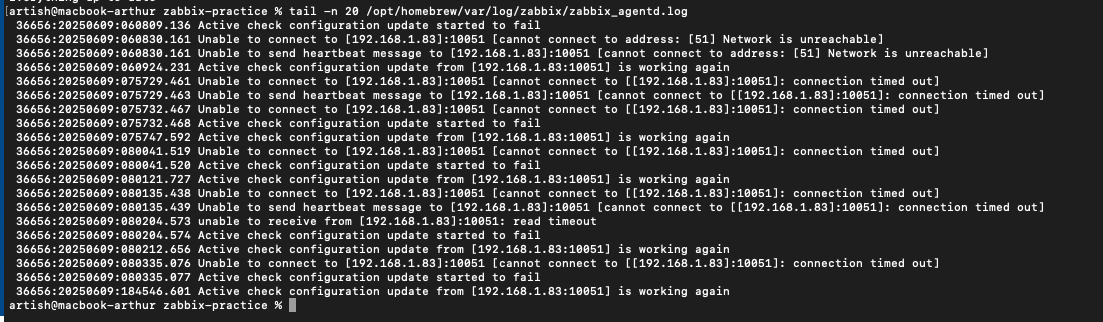 artish@macbook-arthur zabbix-practice % tail -n 20 /opt/homebrew/var/log/zabbix/zabbix_agentd.log
36656:20250609:060809.136 Active check configuration update started to fail
36656:20250609:060830.161 Unable to connect to [192.168.1.83]:10051 [cannot connect to address: [51] Network is unreachable]
36656:20250609:060830.161 Unable to send heartbeat message to [192.168.1.83]:10051 [cannot connect to address: [51] Network is unreachable]
36656:20250609:060924.231 Active check configuration update from [192.168.1.83:10051] is working again
36656:20250609:075729.461 Unable to connect to [192.168.1.83]:10051 [cannot connect to [[192.168.1.83]:10051]: connection timed out]
36656:20250609:075729.463 Unable to send heartbeat message to [192.168.1.83]:10051 [cannot connect to [[192.168.1.83]:10051]: connection timed out]
36656:20250609:075732.467 Unable to connect to [192.168.1.83]:10051 [cannot connect to [[192.168.1.83]:10051]: connection timed out]
36656:20250609:075732.468 Active check configuration update started to fail
36656:20250609:075747.592 Active check configuration update from [192.168.1.83:10051] is working again
36656:20250609:080041.519 Unable to connect to [192.168.1.83]:10051 [cannot connect to [[192.168.1.83]:10051]: connection timed out]
36656:20250609:080041.520 Active check configuration update started to fail
36656:20250609:080121.727 Active check configuration update from [192.168.1.83:10051] is working again
36656:20250609:080135.438 Unable to connect to [192.168.1.83]:10051 [cannot connect to [[192.168.1.83]:10051]: connection timed out]
36656:20250609:080135.439 Unable to send heartbeat message to [192.168.1.83]:10051 [cannot connect to [[192.168.1.83]:10051]: connection timed out]
36656:20250609:080204.573 unable to receive from [192.168.1.83]:10051: read timeout
36656:20250609:080204.574 Active check configuration update started to fail
36656:20250609:080212.656 Active check configuration update from [192.168.1.83:10051] is working again
36656:20250609:080335.076 Unable to connect to [192.168.1.83]:10051 [cannot connect to [[192.168.1.83]:10051]: connection timed out]
36656:20250609:080335.077 Active check configuration update started to fail
36656:20250609:184546.601 Active check configuration update from [192.168.1.83:10051] is working again
artish@macbook-arthur zabbix-practice %